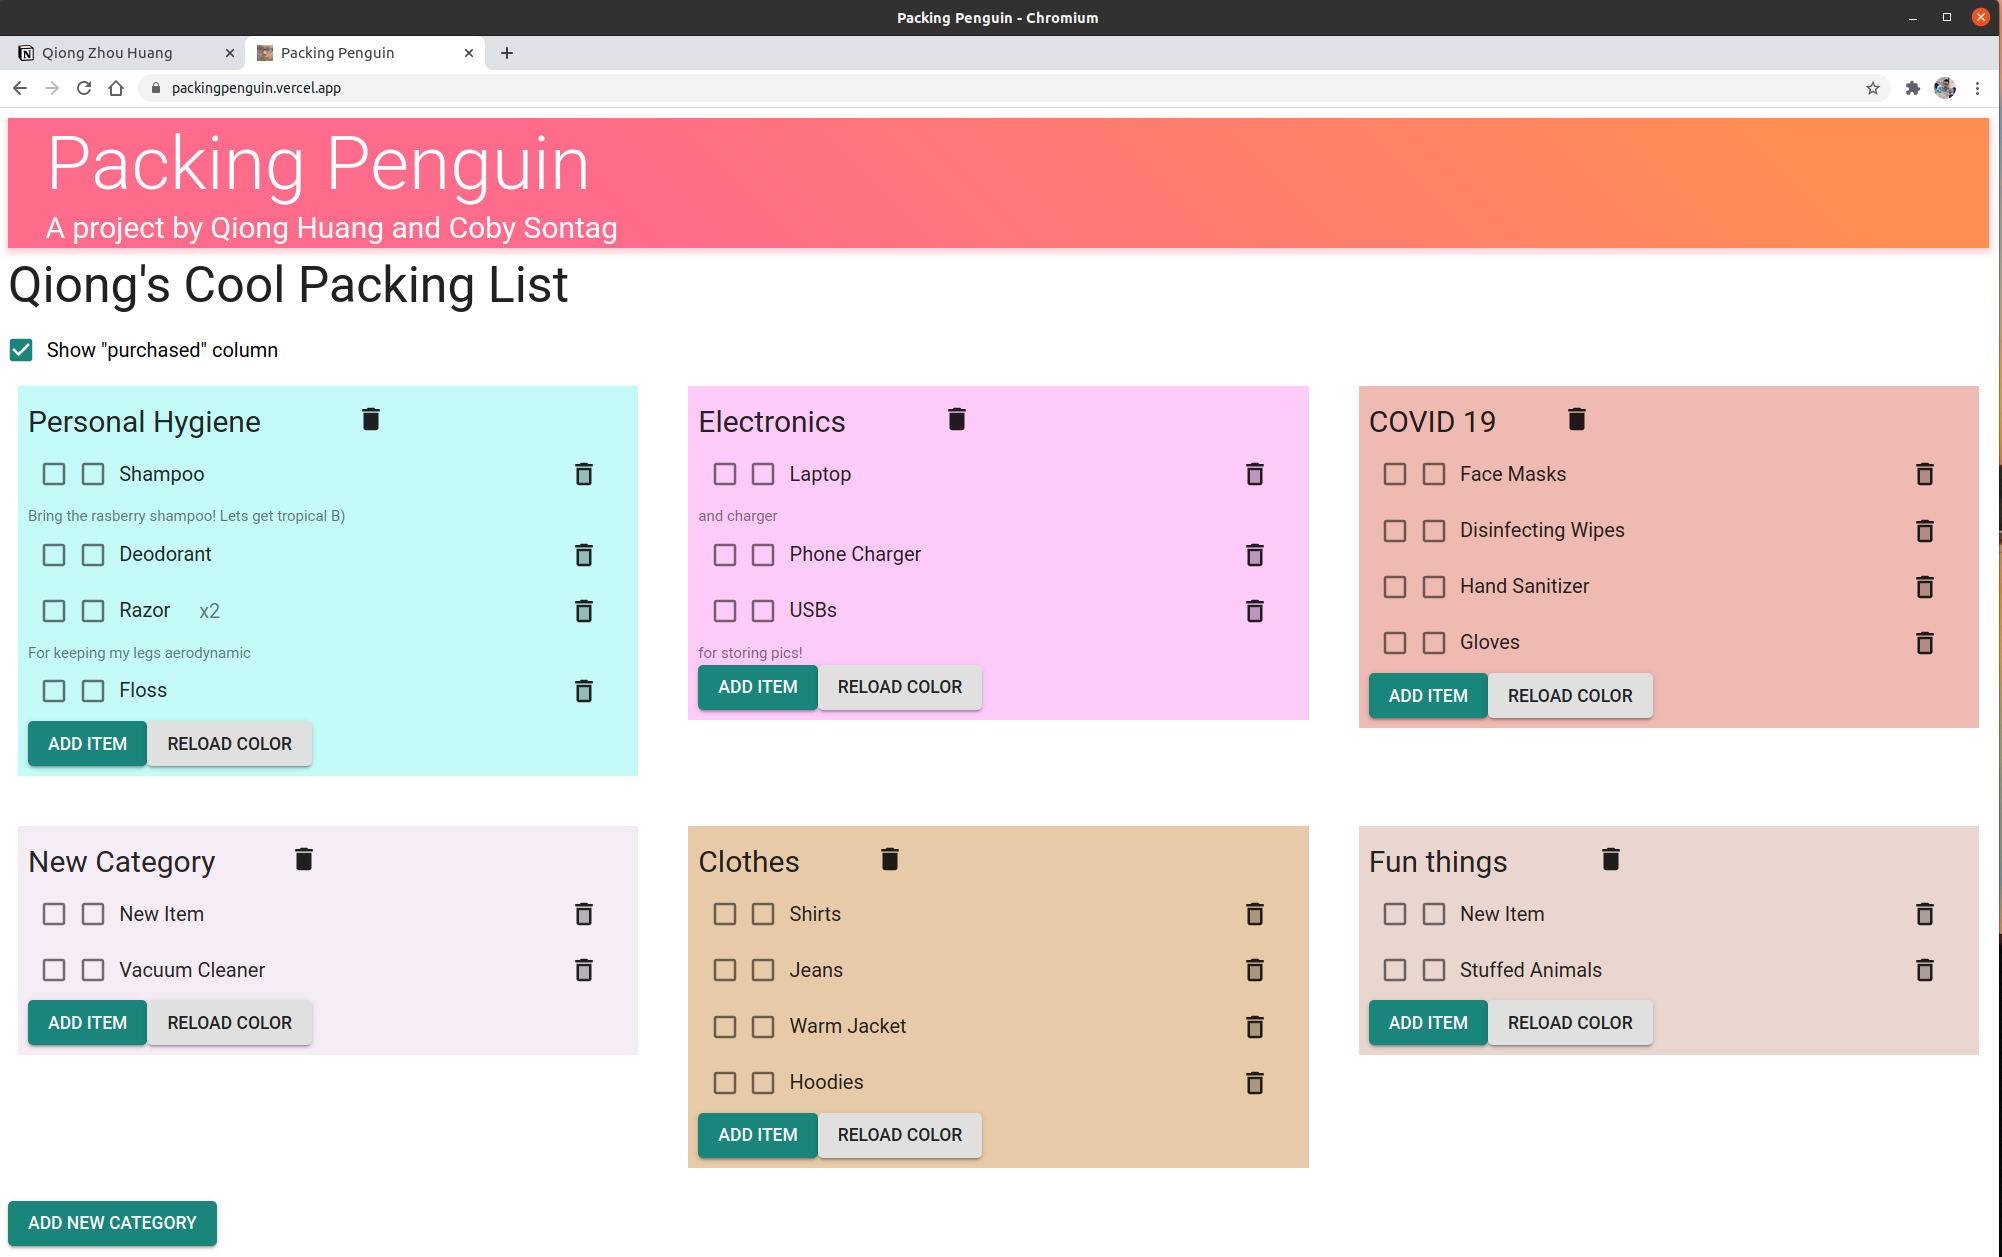 Packing Penguin - Chromium
Qiong Zhou Huang
Packing Penguin
packingpenguin.vercel.app
Packing Penguin
A project by Qiong Huang and Coby Sontag
Qiong's Cool Packing List
Show "purchased" column
Personal Hygiene
Shampoo
Bring the rasberry shampoo! Lets get tropical B)
Deodorant
Razor x2
For keeping my legs aerodynamic
Floss
ADD ITEM RELOAD COLOR
Electronics
Laptop
and charger
Phone Charger
USBs
for storing pics!
ADD ITEM RELOAD COLOR
COVID 19
Face Masks
Disinfecting Wipes
Hand Sanitizer
Gloves
ADD ITEM RELOAD COLOR
New Category
New Item
Vacuum Cleaner
ADD ITEM RELOAD COLOR
Clothes
Shirts
Jeans
Warm Jacket
Hoodies
ADD ITEM RELOAD COLOR
Fun things
New Item
Stuffed Animals
ADD ITEM RELOAD COLOR
ADD NEW CATEGORY